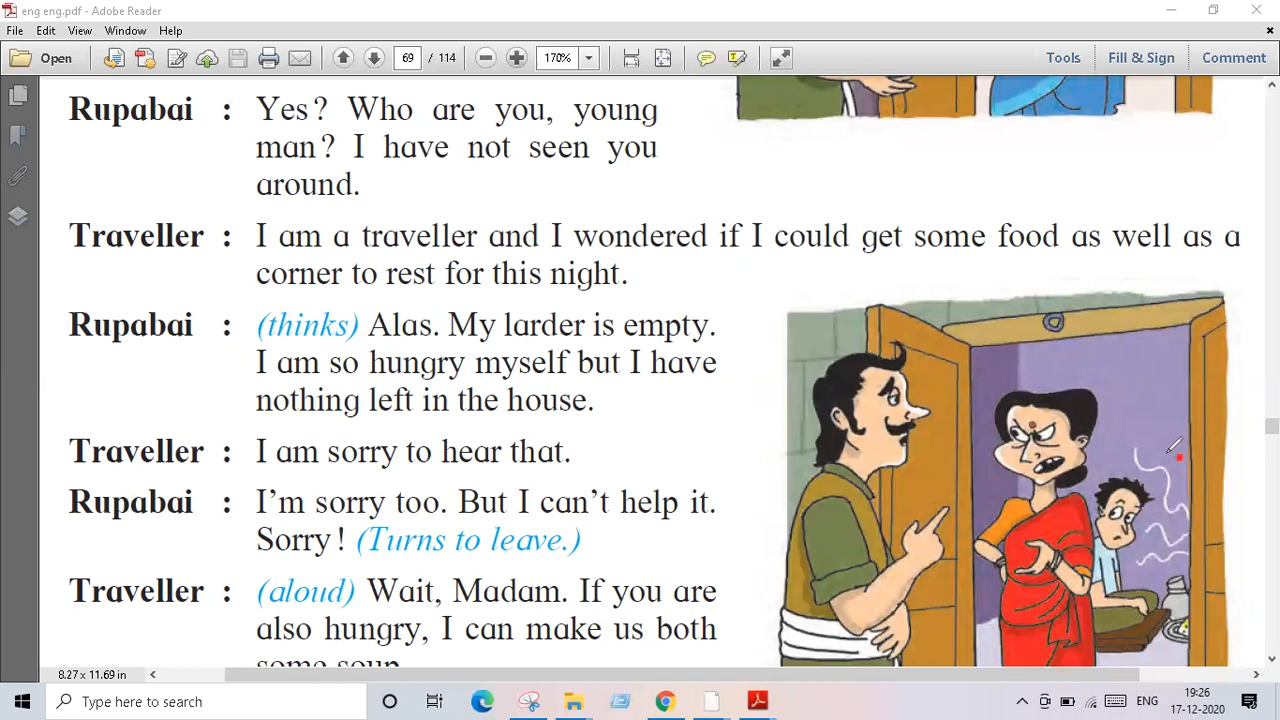 eng eng.pdf - Adobe Reader
File Edit View Window Help
Open 69 / 114 170% Tools Fill & Sign Comment
Rupabai : Yes? Who are you, young
man? I have not seen you
around.
Traveller : I am a traveller and I wondered if I could get some food as well as a
corner to rest for this night.
Rupabai : (thinks) Alas. My larder is empty.
I am so hungry myself but I have
nothing left in the house.
Traveller : I am sorry to hear that.
Rupabai : I'm sorry too. But I can't help it.
Sorry! (Turns to leave.)
Traveller : (aloud) Wait, Madam. If you are
also hungry, I can make us both
some soup
8.27 x 11.69 in
Type here to search
ENG
19:26
17-12-2020